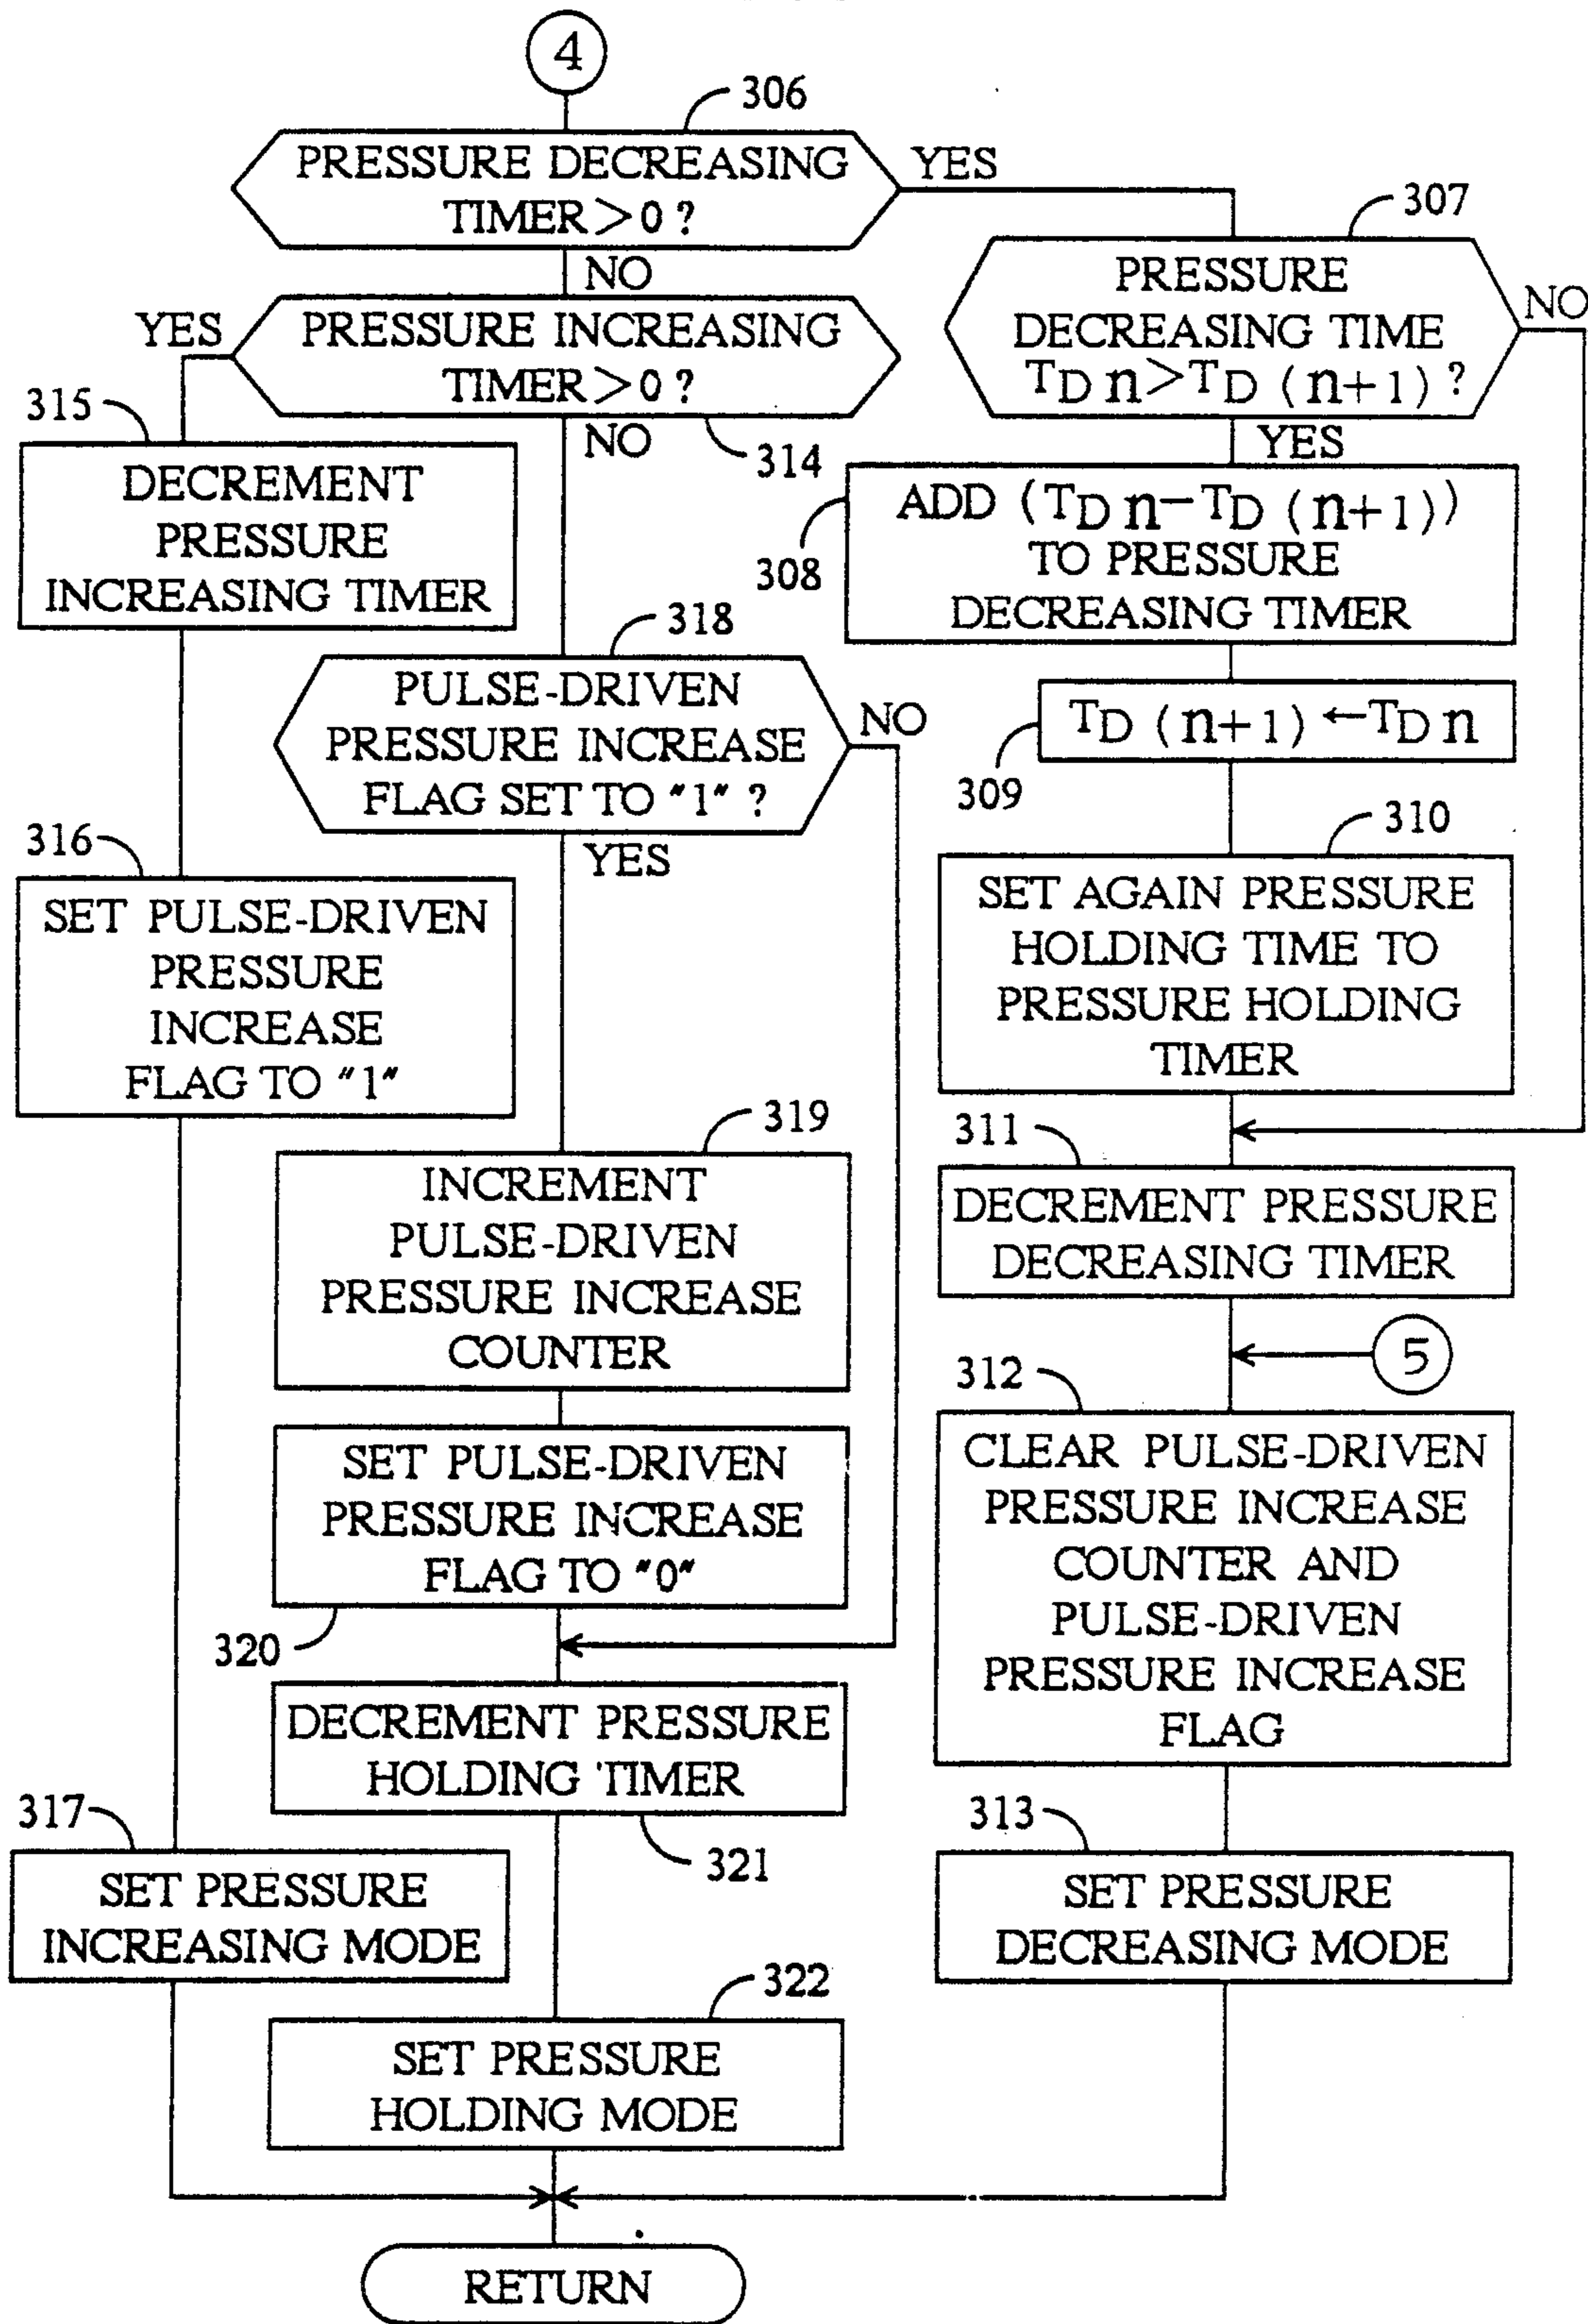 4
306
PRESSURE DECREASING
TIMER>0 ?
YES
NO
307
PRESSURE
DECREASING TIME
TD n>TD (n+1) ?
NO
YES
YES
PRESSURE INCREASING
TIMER>0 ?
NO
314
315
DECREMENT
PRESSURE
INCREASING TIMER
308
ADD (TD n-TD (n+1))
TO PRESSURE
DECREASING TIMER
318
PULSE-DRIVEN
PRESSURE INCREASE
FLAG SET TO "1" ?
NO
YES
309
TD (n+1) ←TD n
310
SET AGAIN PRESSURE
HOLDING TIME TO
PRESSURE HOLDING
TIMER
316
SET PULSE-DRIVEN
PRESSURE
INCREASE
FLAG TO "1"
319
INCREMENT
PULSE-DRIVEN
PRESSURE INCREASE
COUNTER
311
DECREMENT PRESSURE
DECREASING TIMER
5
312
CLEAR PULSE-DRIVEN
PRESSURE INCREASE
COUNTER AND
PULSE-DRIVEN
PRESSURE INCREASE
FLAG
SET PULSE-DRIVEN
PRESSURE INCREASE
FLAG TO "0"
320
DECREMENT PRESSURE
HOLDING TIMER
321
317
SET PRESSURE
INCREASING MODE
313
SET PRESSURE
DECREASING MODE
322
SET PRESSURE
HOLDING MODE
RETURN